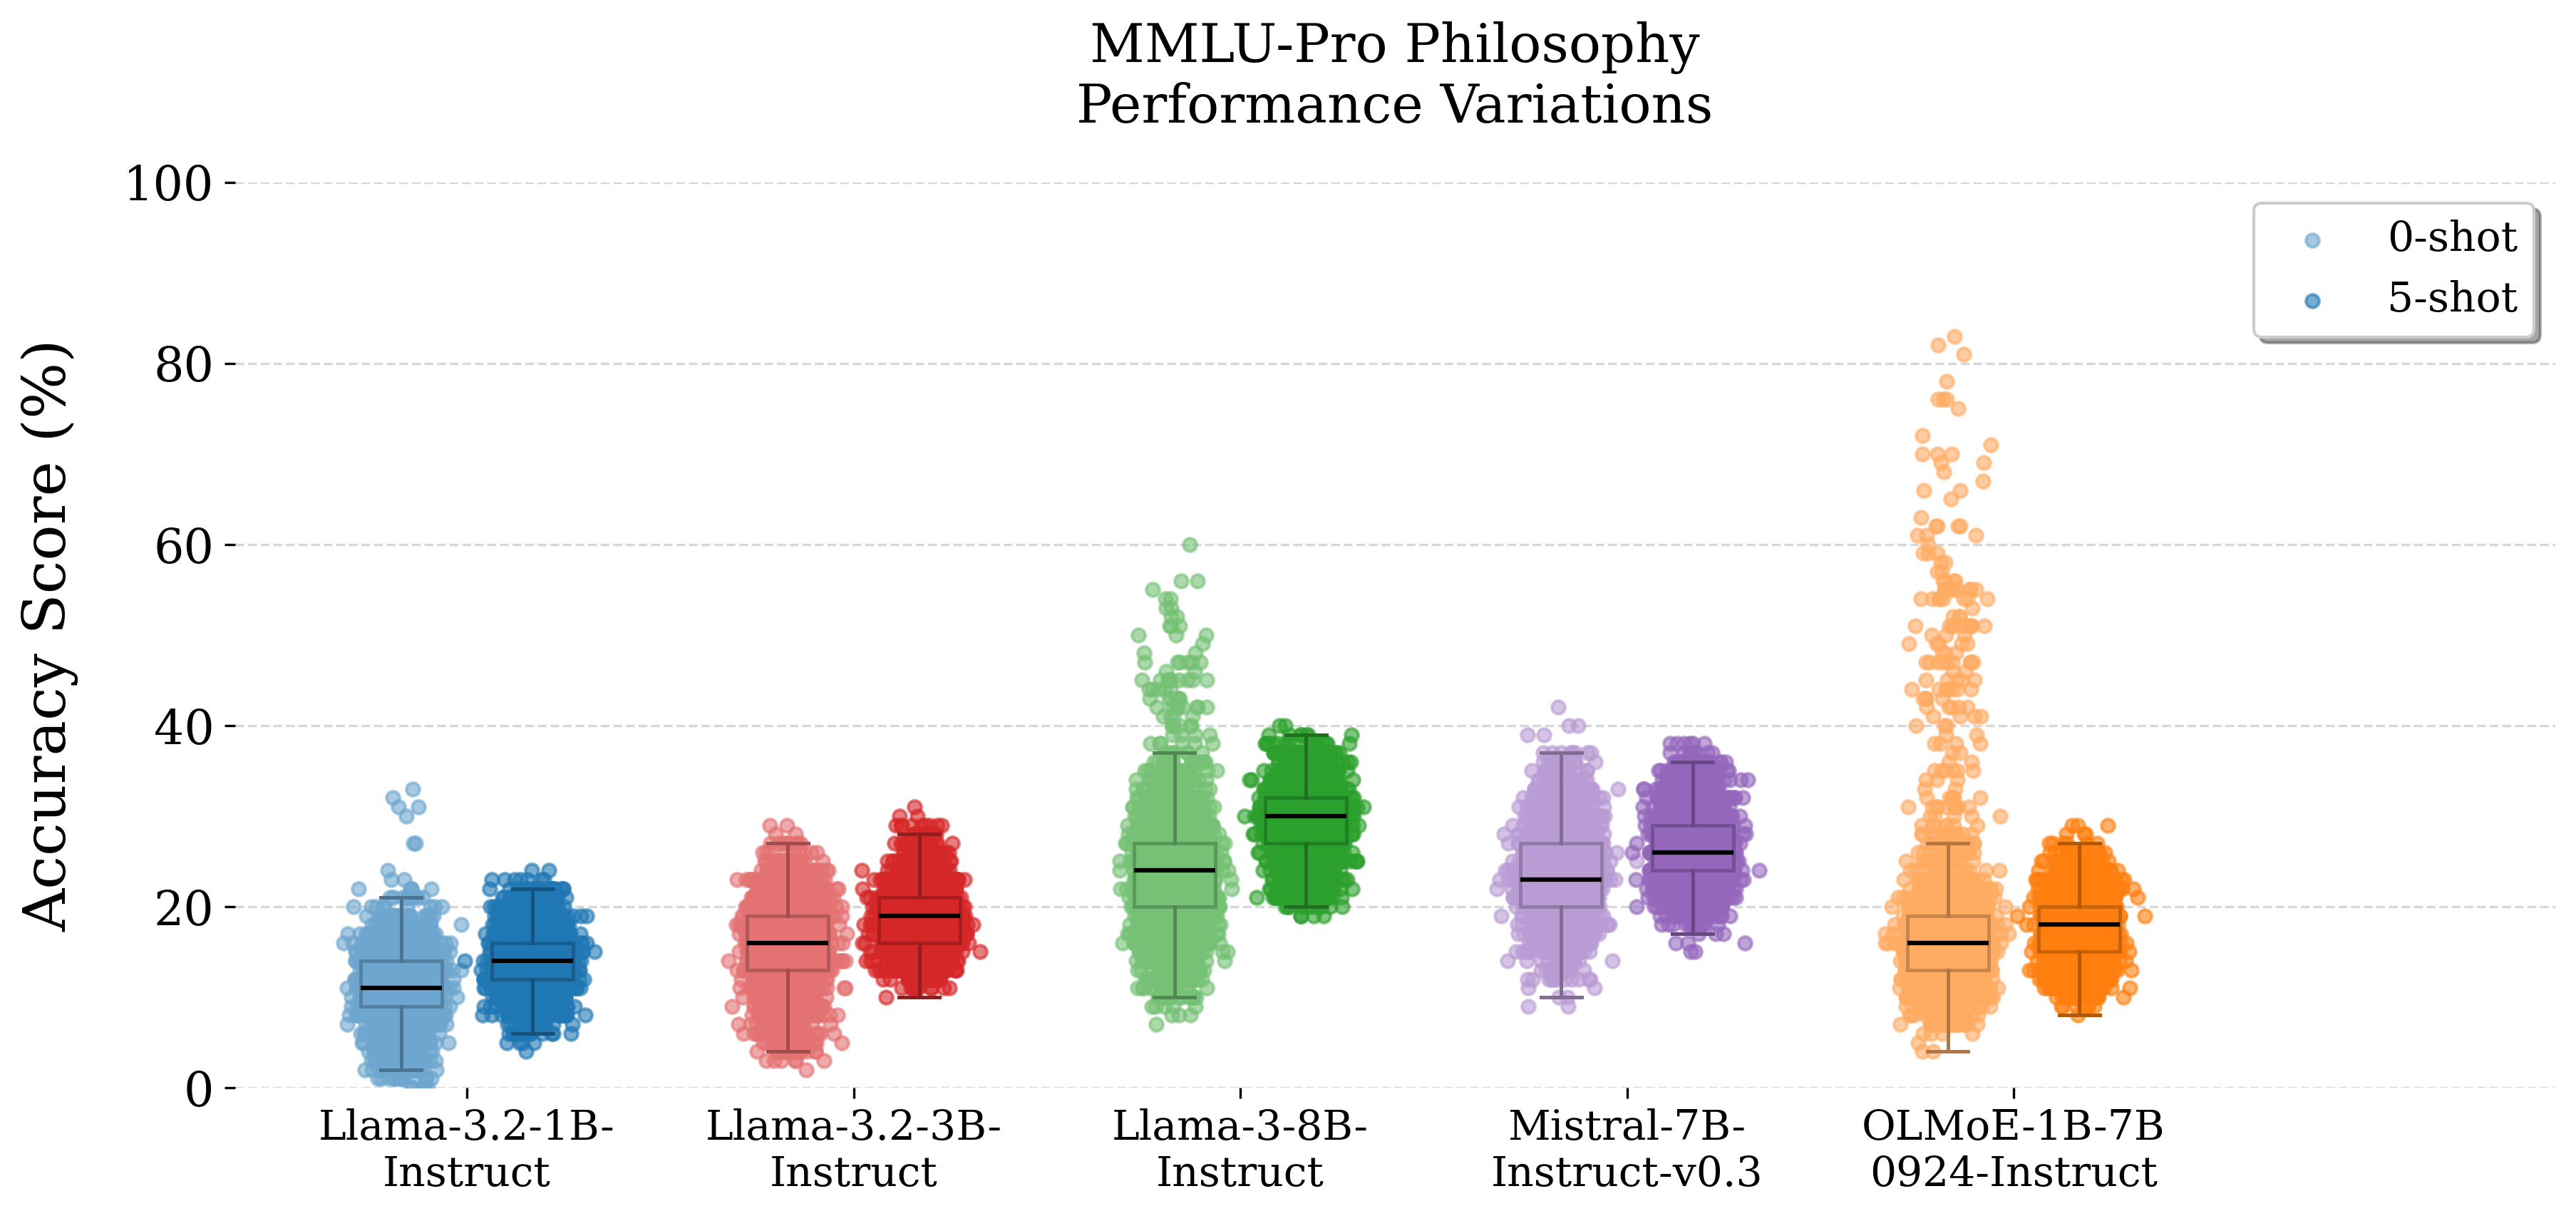 MMLU-Pro Philosophy
Performance Variations
Accuracy Score (%)
100
80
60
40
20
0
0-shot
5-shot
Llama-3.2-1B-
Instruct
Llama-3.2-3B-
Instruct
Llama-3-8B-
Instruct
Mistral-7B-
Instruct-v0.3
OLMoE-1B-7B
0924-Instruct